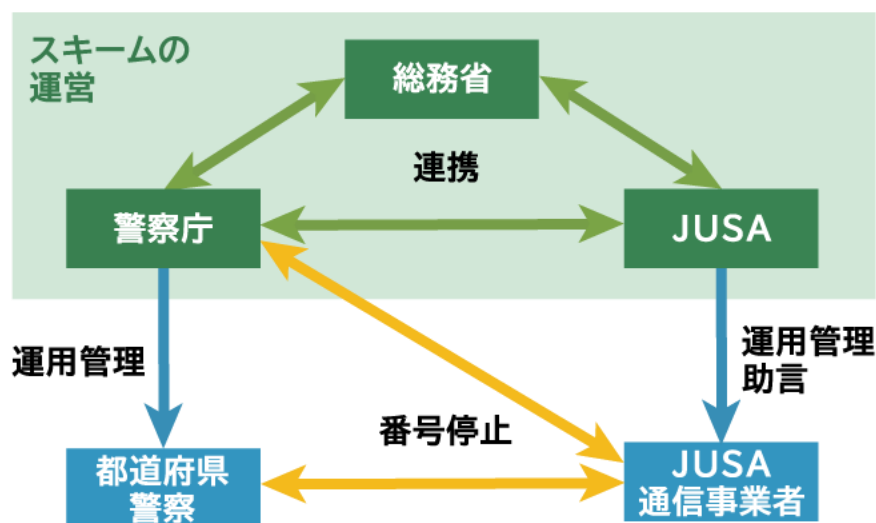 スキームの
運営
総務省
連携
警察庁
JUSA
運用管理
運用管理
助言
番号停止
都道府県
警察
JUSA
通信事業者